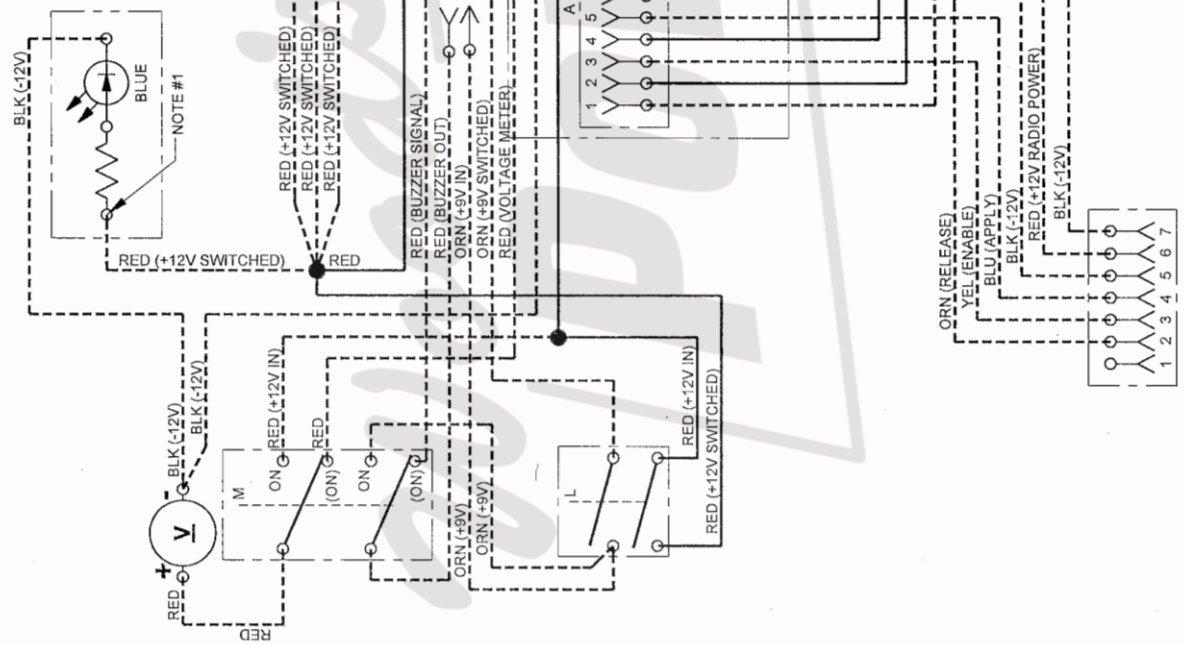 BLK (-12V)
BLUE
NOTE #1
RED (+12V SWITCHED)
RED (+12V SWITCHED)
RED (+12V SWITCHED)
RED (+12V SWITCHED)
RED
RED (BUZZER SIGNAL)
RED (BUZZER OUT)
ORN (+9V IN)
ORN (+9V SWITCHED)
RED (VOLTAGE METER)
A
5
4
3
2
1
ORN (RELEASE)
YEL (ENABLE)
BLU (APPLY)
BLK (-12V)
RED (+12V RADIO POWER)
BLK (-12V)
7
6
5
4
3
2
1
BLK (-12V)
BLK (-12V)
- V +
RED
RED
M
RED (+12V IN)
ON
RED
(ON)
ON
(ON)
ORN (+9V)
ORN (+9V)
L
RED (+12V IN)
RED (+12V SWITCHED)